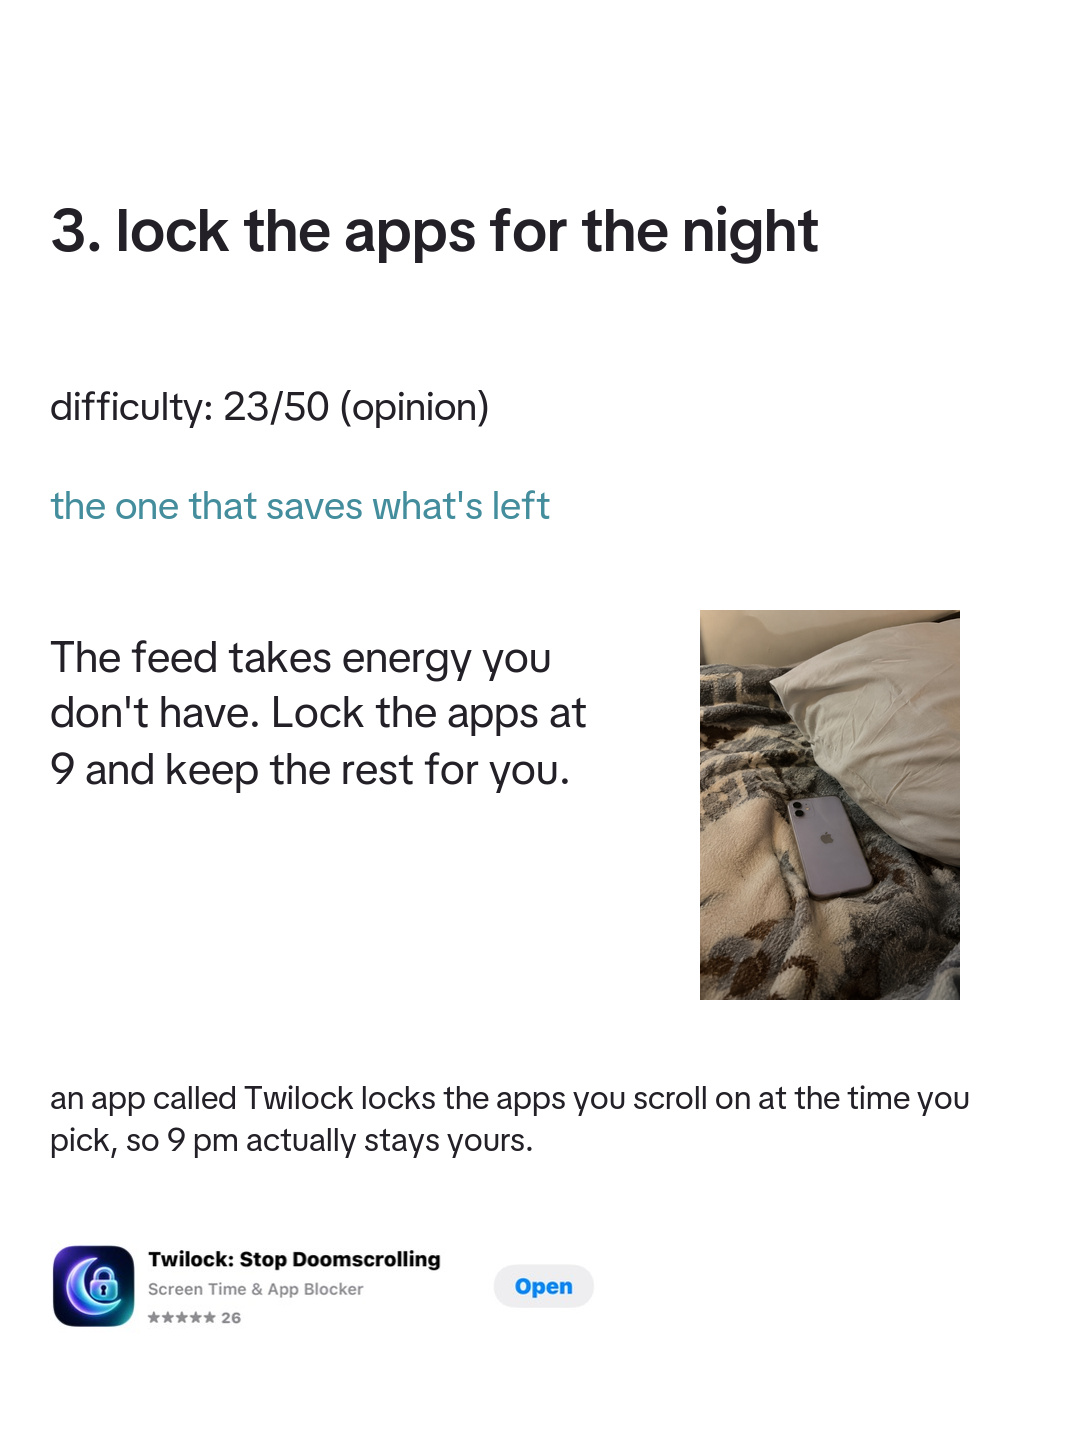 3. lock the apps for the night
difficulty: 23/50 (opinion)
the one that saves what's left
The feed takes energy you
don't have. Lock the apps at
9 and keep the rest for you.
an app called Twilock locks the apps you scroll on at the time you
pick, so 9 pm actually stays yours.
Twilock: Stop Doomscrolling
Screen Time & App Blocker
★★★★★ 26
Open